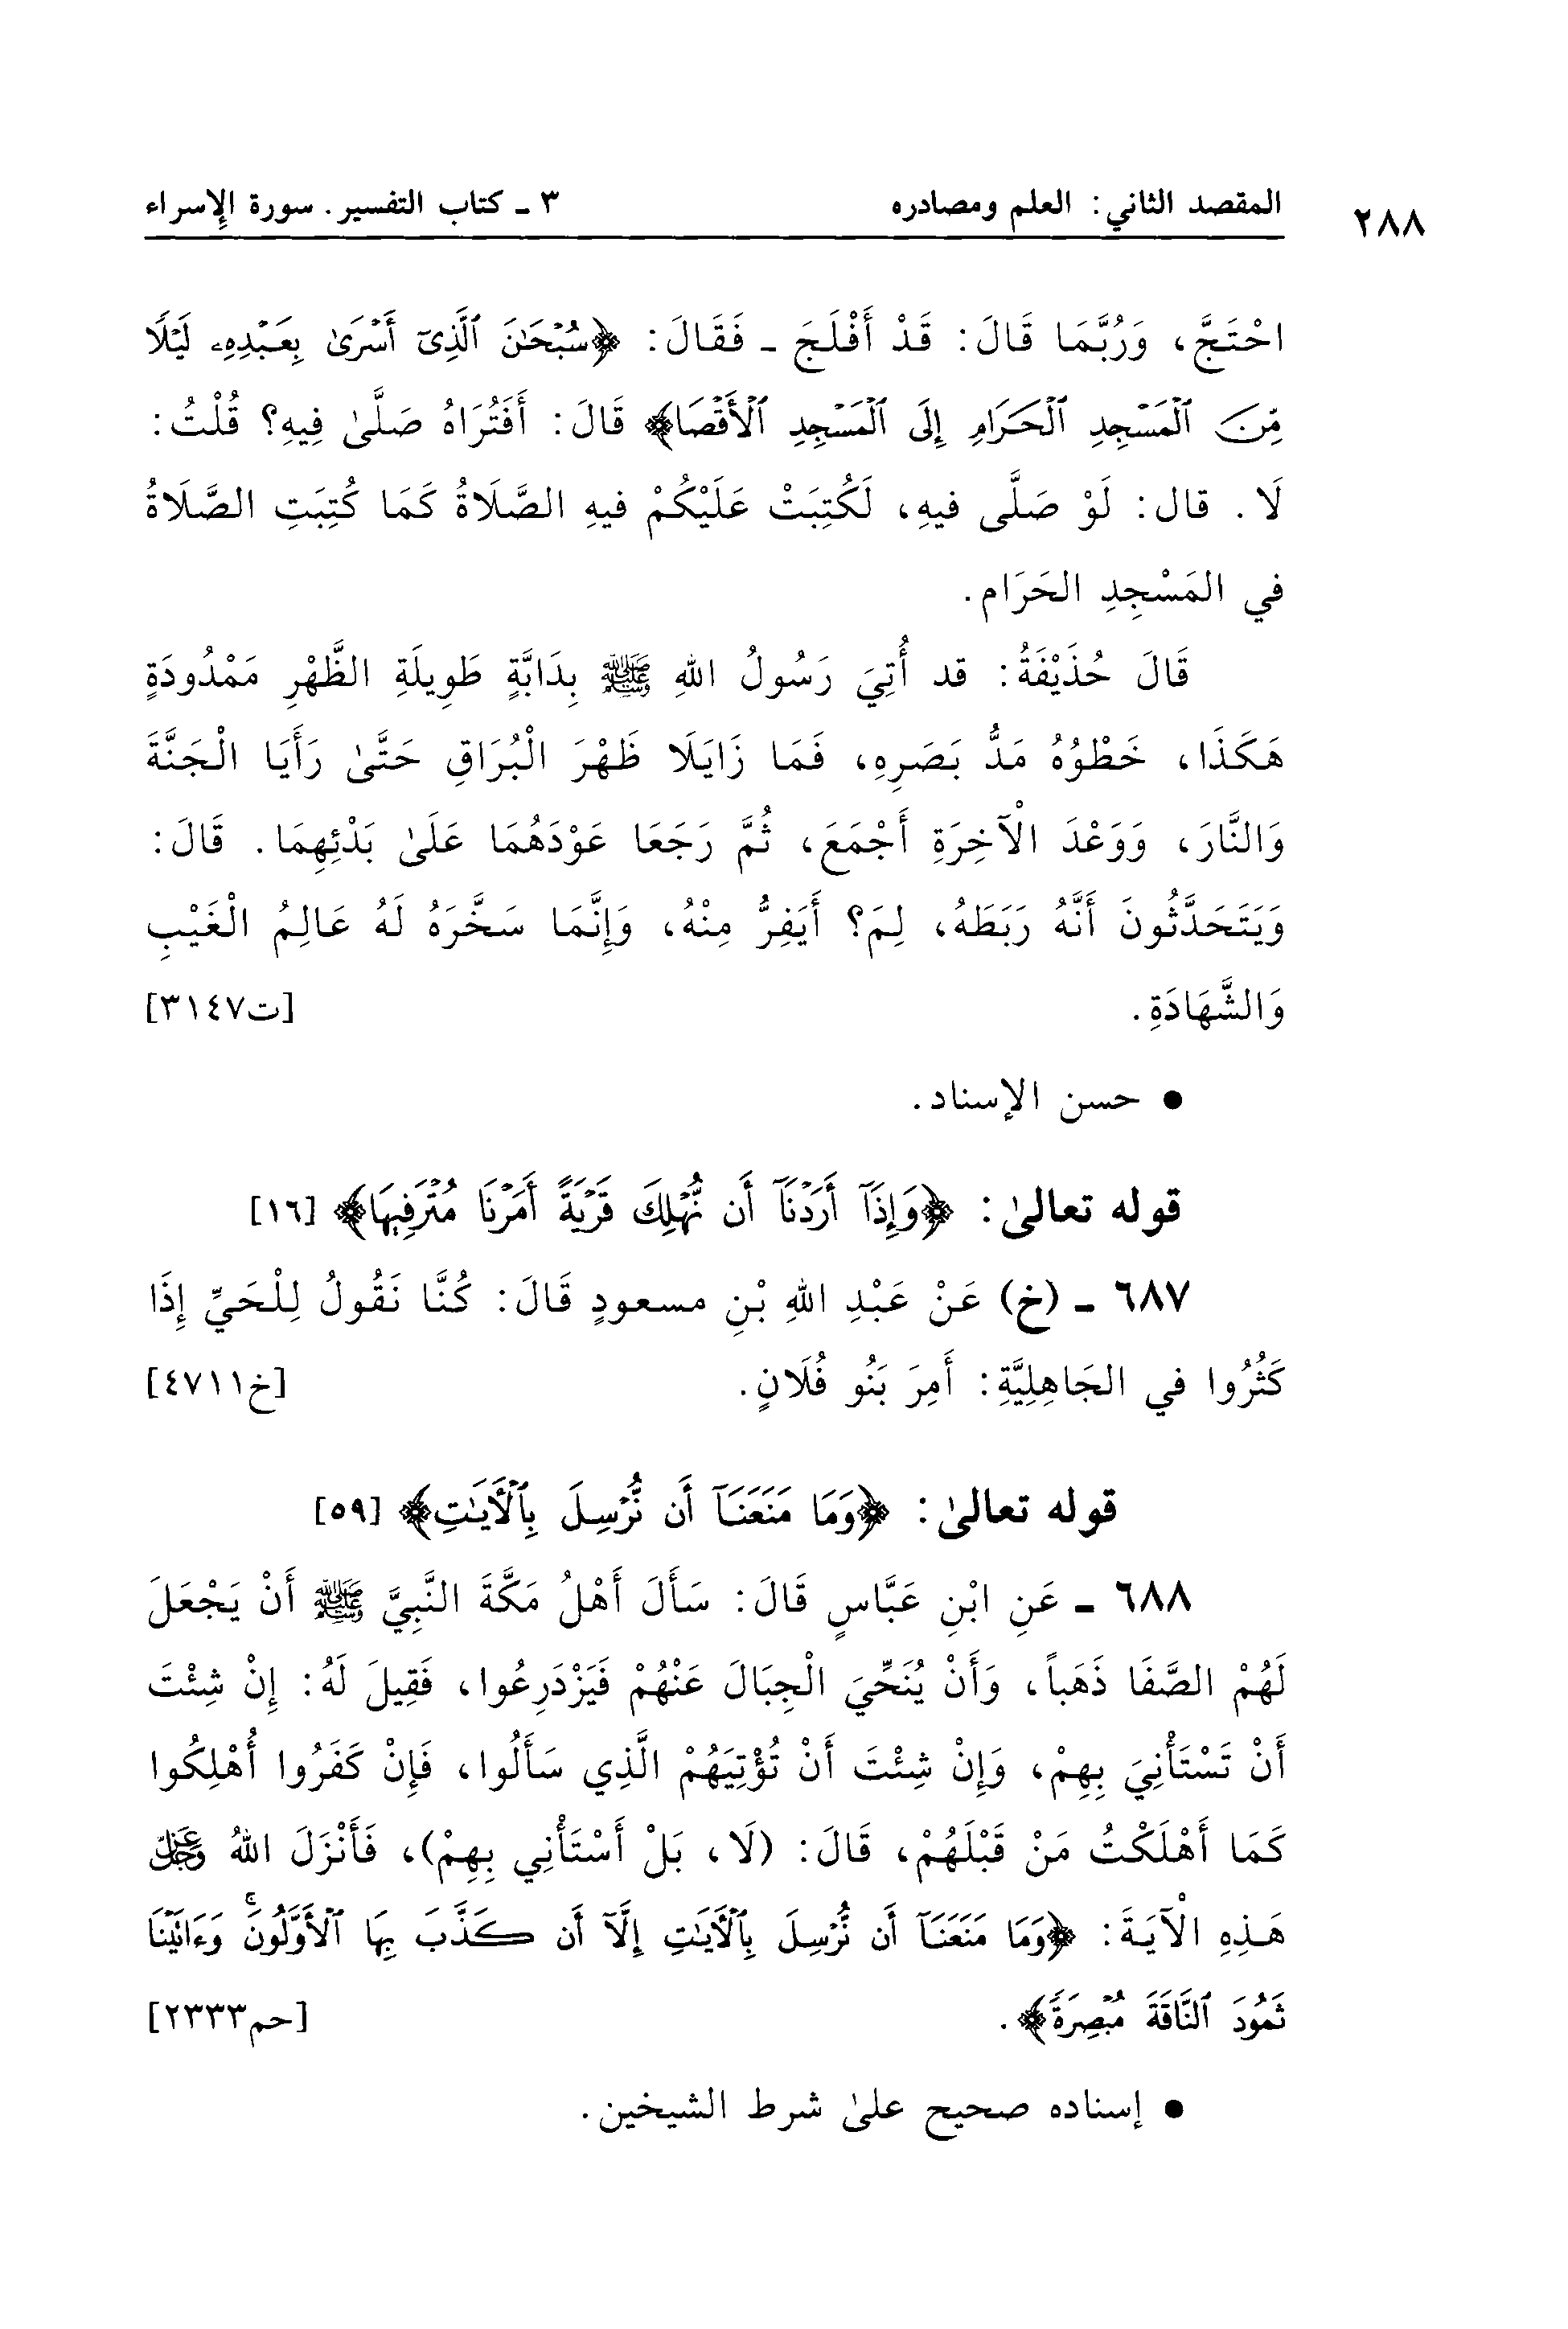 ٢٨٨ المقصد الثاني: العلم ومصادره ٣ ـ كتاب التفسير. سورة الإسراء
احْتَجَّ، وَرُبَّمَا قَالَ: قَدْ أَفْلَجَ ـ فَقَالَ: ﴿سُبْحَٰنَ ٱلَّذِىٓ أَسْرَىٰ بِعَبْدِهِۦ لَيْلًا
مِّنَ ٱلْمَسْجِدِ ٱلْحَرَامِ إِلَى ٱلْمَسْجِدِ ٱلْأَقْصَا﴾ قَالَ: أَفَتُرَاهُ صَلَّىٰ فِيهِ؟ قُلْتُ:
لَا. قال: لَوْ صَلَّى فيهِ، لَكُتِبَتْ عَلَيْكُمْ فيهِ الصَّلَاةُ كَمَا كُتِبَتِ الصَّلَاةُ
في المَسْجِدِ الحَرَامِ.
قَالَ حُذَيْفَةُ: قد أُتِيَ رَسُولُ اللهِ ﷺ بِدَابَّةٍ طَوِيلَةِ الظَّهْرِ مَمْدُودَةٍ
هَكَذَا، خَطْوُهُ مَدُّ بَصَرِهِ، فَمَا زَايَلَا ظَهْرَ الْبُرَاقِ حَتَّىٰ رَأَيَا الْجَنَّةَ
وَالنَّارَ، وَوَعْدَ الْآخِرَةِ أَجْمَعَ، ثُمَّ رَجَعَا عَوْدَهُمَا عَلَىٰ بَدْئِهِمَا. قَالَ:
وَيَتَحَدَّثُونَ أَنَّهُ رَبَطَهُ، لِمَ؟ أَيَفِرُّ مِنْهُ، وَإِنَّمَا سَخَّرَهُ لَهُ عَالِمُ الْغَيْبِ
وَالشَّهَادَةِ. [ت٣١٤٧]
● حسن الإسناد.
قوله تعالىٰ: ﴿وَإِذَآ أَرَدْنَآ أَن نُّهْلِكَ قَرْيَةً أَمَرْنَا مُتْرَفِيهَا﴾ [١٦]
٦٨٧ ـ (خ) عَنْ عَبْدِ اللهِ بْنِ مسعودٍ قَالَ: كُنَّا نَقُولُ لِلْحَيِّ إِذَا
كَثُرُوا في الجَاهِلِيَّةِ: أَمِرَ بَنُو فُلَانٍ. [خ٤٧١١]
قوله تعالىٰ: ﴿وَمَا مَنَعَنَآ أَن نُّرْسِلَ بِٱلْأَيَٰتِ﴾ [٥٩]
٦٨٨ ـ عَنِ ابْنِ عَبَّاسٍ قَالَ: سَأَلَ أَهْلُ مَكَّةَ النَّبِيَّ ﷺ أَنْ يَجْعَلَ
لَهُمْ الصَّفَا ذَهَباً، وَأَنْ يُنَحِّيَ الْجِبَالَ عَنْهُمْ فَيَزْدَرِعُوا، فَقِيلَ لَهُ: إِنْ شِئْتَ
أَنْ تَسْتَأْنِيَ بِهِمْ، وَإِنْ شِئْتَ أَنْ تُؤْتِيَهُمْ الَّذِي سَأَلُوا، فَإِنْ كَفَرُوا أُهْلِكُوا
كَمَا أَهْلَكْتُ مَنْ قَبْلَهُمْ، قَالَ: (لَا، بَلْ أَسْتَأْنِي بِهِمْ)، فَأَنْزَلَ اللهُ عَزَّ وَجَلَّ
هَذِهِ الْآيَةَ: ﴿وَمَا مَنَعَنَآ أَن نُّرْسِلَ بِٱلْأَيَٰتِ إِلَّآ أَن كَذَّبَ بِهَا ٱلْأَوَّلُونَۚ وَءَاتَيْنَا
ثَمُودَ ٱلنَّاقَةَ مُبْصِرَةً﴾. [حم٢٣٣٣]
● إسناده صحيح علىٰ شرط الشيخين.